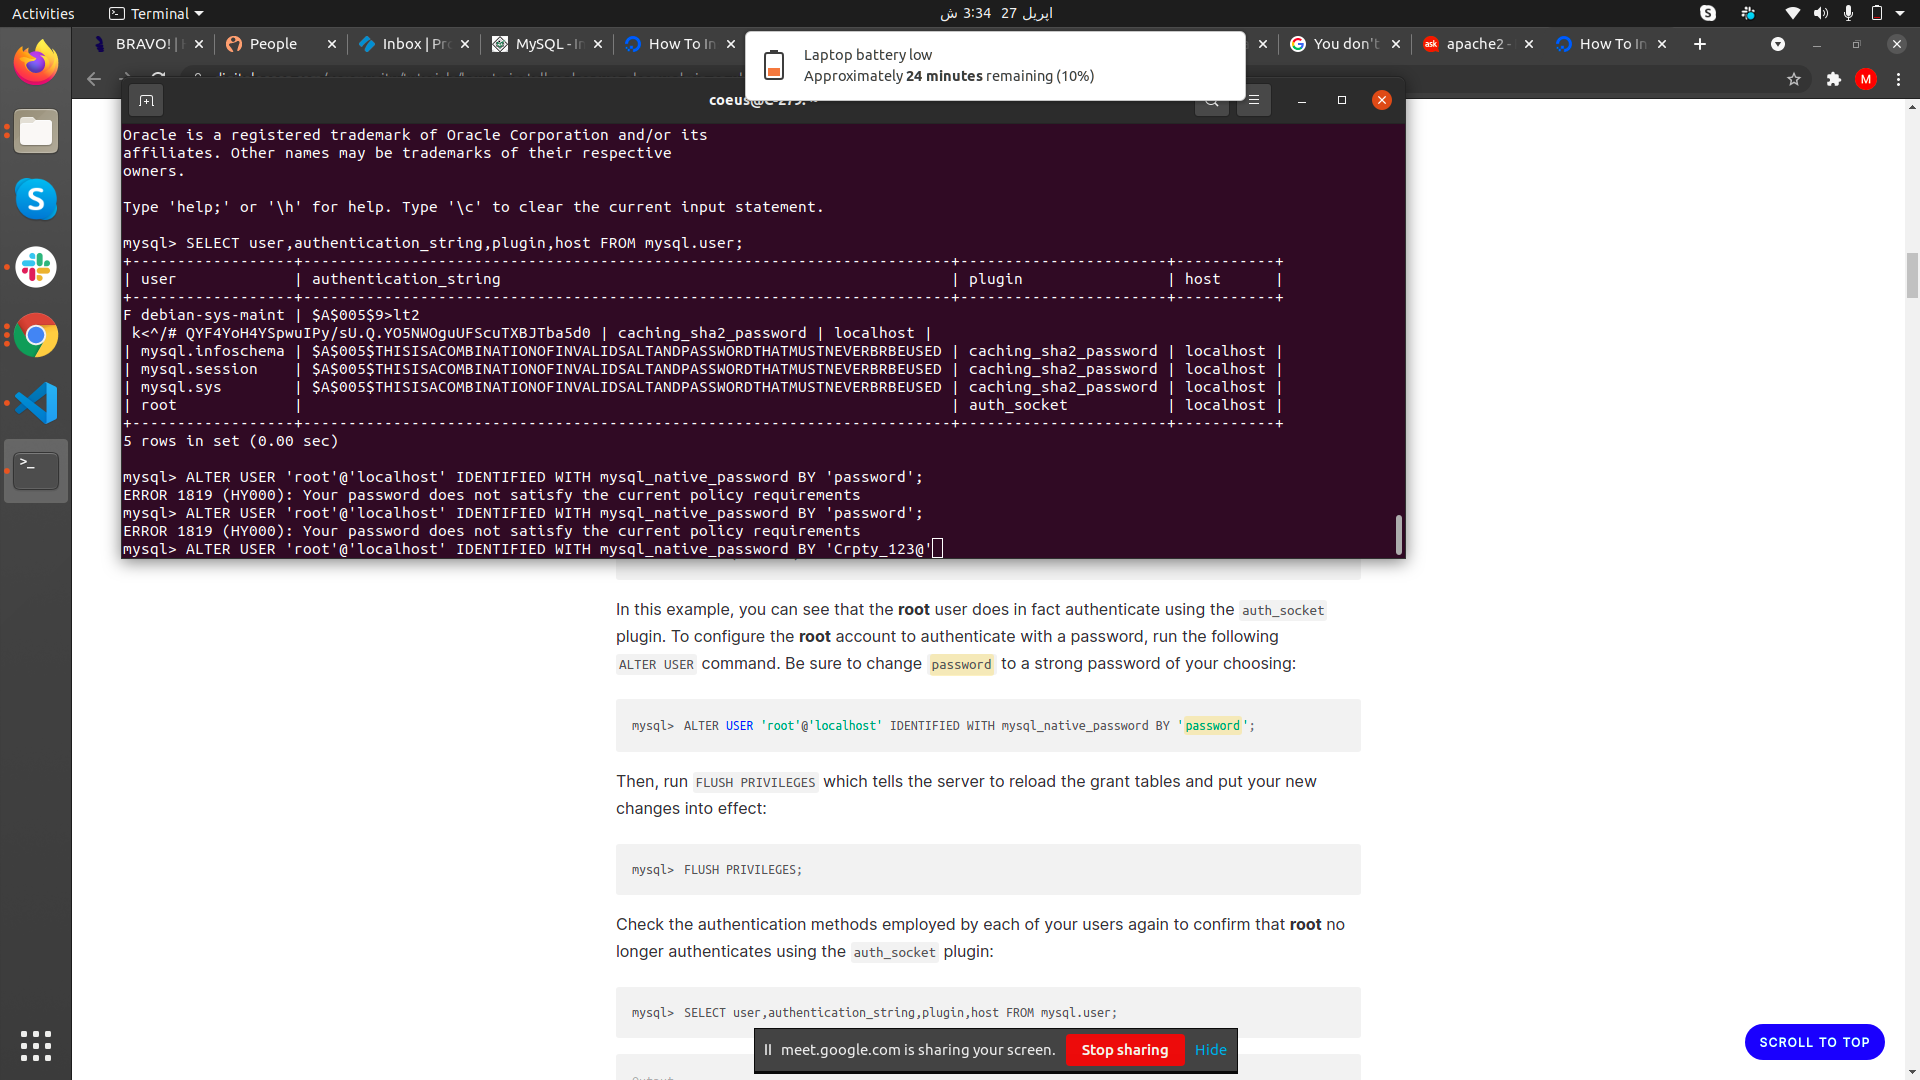 Activities
Terminal
اپریل 27  3:34 ش
BRAVO! |
People
Inbox | Pr
MySQL - I
How To In
You don't
apache2 -
How To In
Laptop battery low
Approximately 24 minutes remaining (10%)
M
Oracle is a registered trademark of Oracle Corporation and/or its
affiliates. Other names may be trademarks of their respective
owners.
Type 'help;' or '\h' for help. Type '\c' to clear the current input statement.
mysql> SELECT user,authentication_string,plugin,host FROM mysql.user;
+------------------+------------------------------------------------------------------------+-----------------------+-----------+
| user             | authentication_string                                                  | plugin                | host      |
+------------------+------------------------------------------------------------------------+-----------------------+-----------+
F debian-sys-maint | $A$005$9>lt2
k<^/# QYF4YoH4YSpwuIPy/sU.Q.YO5NWOguUFScuTXBJTba5d0 | caching_sha2_password | localhost |
| mysql.infoschema | $A$005$THISISACOMBINATIONOFINVALIDSALTANDPASSWORDTHATMUSTNEVERBRBEUSED | caching_sha2_password | localhost |
| mysql.session    | $A$005$THISISACOMBINATIONOFINVALIDSALTANDPASSWORDTHATMUSTNEVERBRBEUSED | caching_sha2_password | localhost |
| mysql.sys        | $A$005$THISISACOMBINATIONOFINVALIDSALTANDPASSWORDTHATMUSTNEVERBRBEUSED | caching_sha2_password | localhost |
| root             |                                                                        | auth_socket           | localhost |
+------------------+------------------------------------------------------------------------+-----------------------+-----------+
5 rows in set (0.00 sec)
mysql> ALTER USER 'root'@'localhost' IDENTIFIED WITH mysql_native_password BY 'password';
ERROR 1819 (HY000): Your password does not satisfy the current policy requirements
mysql> ALTER USER 'root'@'localhost' IDENTIFIED WITH mysql_native_password BY 'password';
ERROR 1819 (HY000): Your password does not satisfy the current policy requirements
mysql> ALTER USER 'root'@'localhost' IDENTIFIED WITH mysql_native_password BY 'Crpty_123@'
In this example, you can see that the root user does in fact authenticate using the auth_socket
plugin. To configure the root account to authenticate with a password, run the following
ALTER USER command. Be sure to change password to a strong password of your choosing:
mysql> ALTER USER 'root'@'localhost' IDENTIFIED WITH mysql_native_password BY 'password';
Then, run FLUSH PRIVILEGES which tells the server to reload the grant tables and put your new
changes into effect:
mysql> FLUSH PRIVILEGES;
Check the authentication methods employed by each of your users again to confirm that root no
longer authenticates using the auth_socket plugin:
mysql> SELECT user,authentication_string,plugin,host FROM mysql.user;
meet.google.com is sharing your screen.
Stop sharing
Hide
SCROLL TO TOP